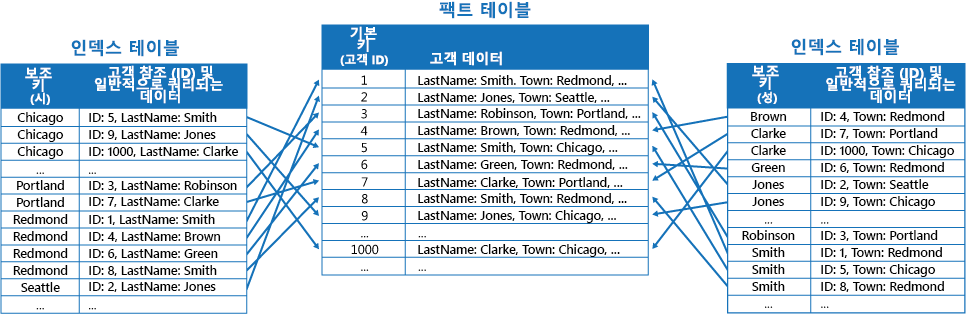 팩트 테이블
인덱스 테이블
보조
키
(시)
고객 참조 (ID) 및
일반적으로 쿼리되는
데이터
Chicago ID: 5, LastName: Smith
Chicago ID: 9, LastName: Jones
Chicago ID: 1000, LastName: Clarke
... ...
Portland ID: 3, LastName: Robinson
Portland ID: 7, LastName: Clarke
Redmond ID: 1, LastName: Smith
Redmond ID: 4, LastName: Brown
Redmond ID: 6, LastName: Green
Redmond ID: 8, LastName: Smith
Seattle ID: 2, LastName: Jones
... ...
기본
키
(고객 ID)
고객 데이터
1 LastName: Smith. Town: Redmond, ...
2 LastName: Jones, Town: Seattle, ...
3 LastName: Robinson, Town: Portland, ...
4 LastName: Brown, Town: Redmond, ...
5 LastName: Smith, Town: Chicago, ...
6 LastName: Green, Town: Redmond, ...
7 LastName: Clarke, Town: Portland, ...
8 LastName: Smith, Town: Redmond, ...
9 LastName: Jones, Town: Chicago, ...
... ...
1000 LastName: Clarke, Town: Chicago, ...
... ...
인덱스 테이블
보조
키
(성)
고객 참조 (ID) 및
일반적으로 쿼리되는
데이터
Brown ID: 4, Town: Redmond
Clarke ID: 7, Town: Portland
Clarke ID: 1000, Town: Chicago
Green ID: 6, Town: Redmond
Jones ID: 2, Town: Seattle
Jones ID: 9, Town: Chicago
... ...
Robinson ID: 3, Town: Portland
Smith ID: 1, Town: Redmond
Smith ID: 5, Town: Chicago
Smith ID: 8, Town: Redmond
... ...